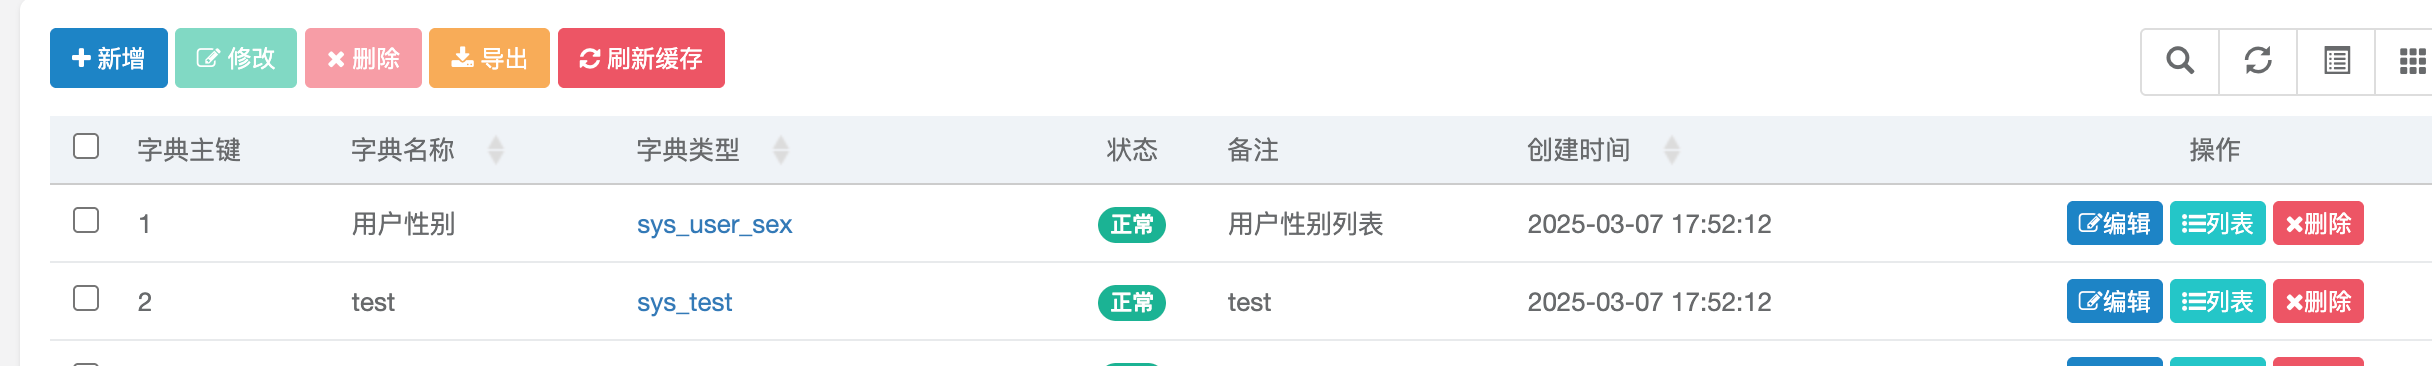 新增 修改 删除 导出 刷新缓存
字典主键 字典名称 字典类型 状态 备注 创建时间 操作
1 用户性别 sys_user_sex 正常 用户性别列表 2025-03-07 17:52:12 编辑 列表 删除
2 test sys_test 正常 test 2025-03-07 17:52:12 编辑 列表 删除